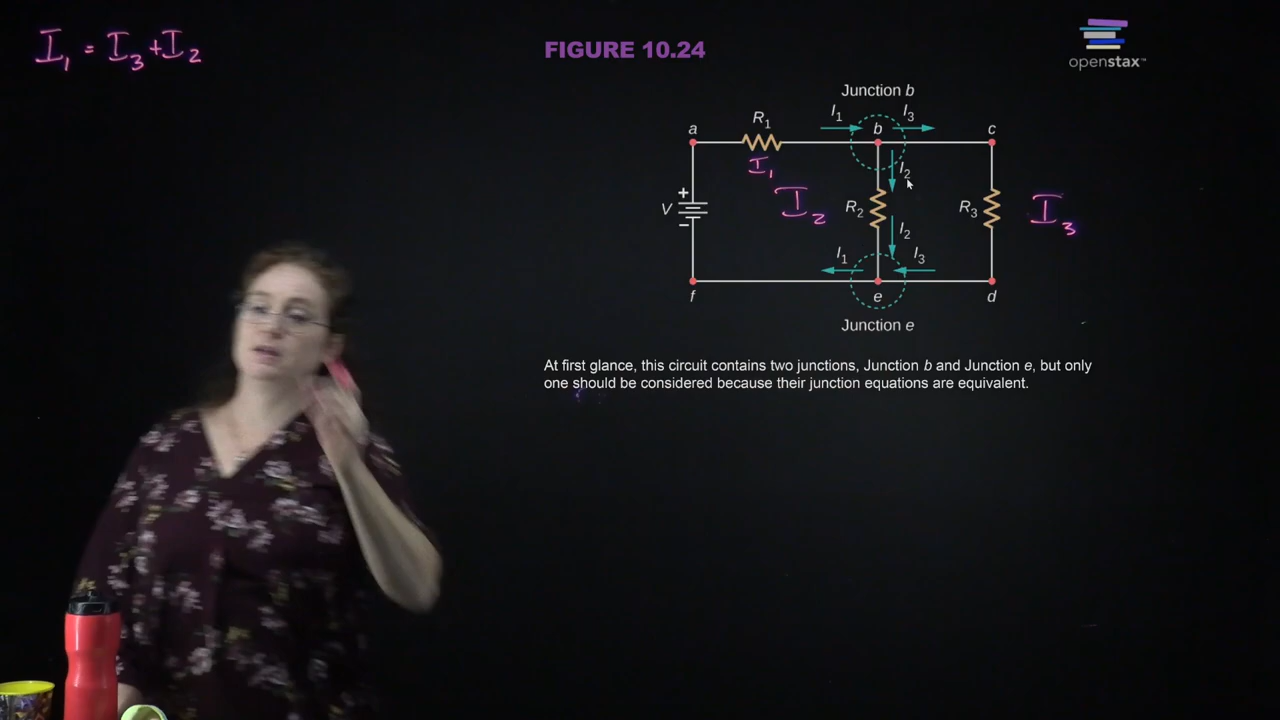 I₁ = I₃ + I₂
FIGURE 10.24
openstax™
Junction b
I₁ I₃
a R₁ b c
I₁
I₂
I₂
V + −
R₂ R₃
I₃
I₂
I₁ I₃
f e d
Junction e
At first glance, this circuit contains two junctions, Junction b and Junction e, but only
one should be considered because their junction equations are equivalent.